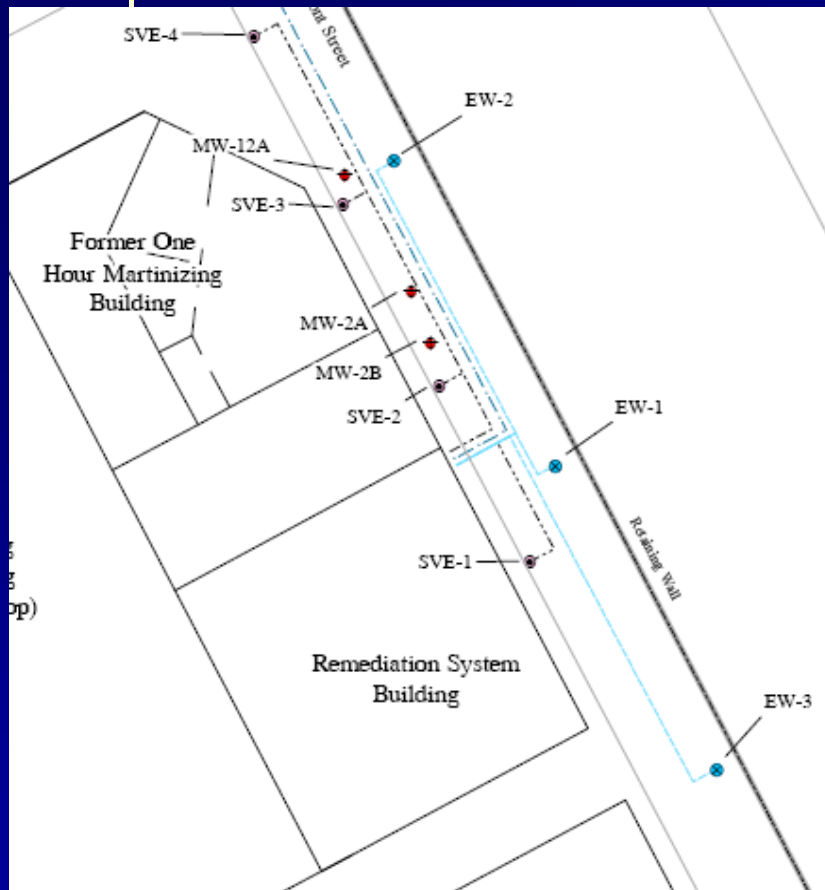 SVE-4
Street
EW-2
MW-12A
SVE-3
Former One
Hour Martinizing
Building
MW-2A
MW-2B
SVE-2
EW-1
SVE-1
Retaining Wall
op)
Remediation System
Building
EW-3